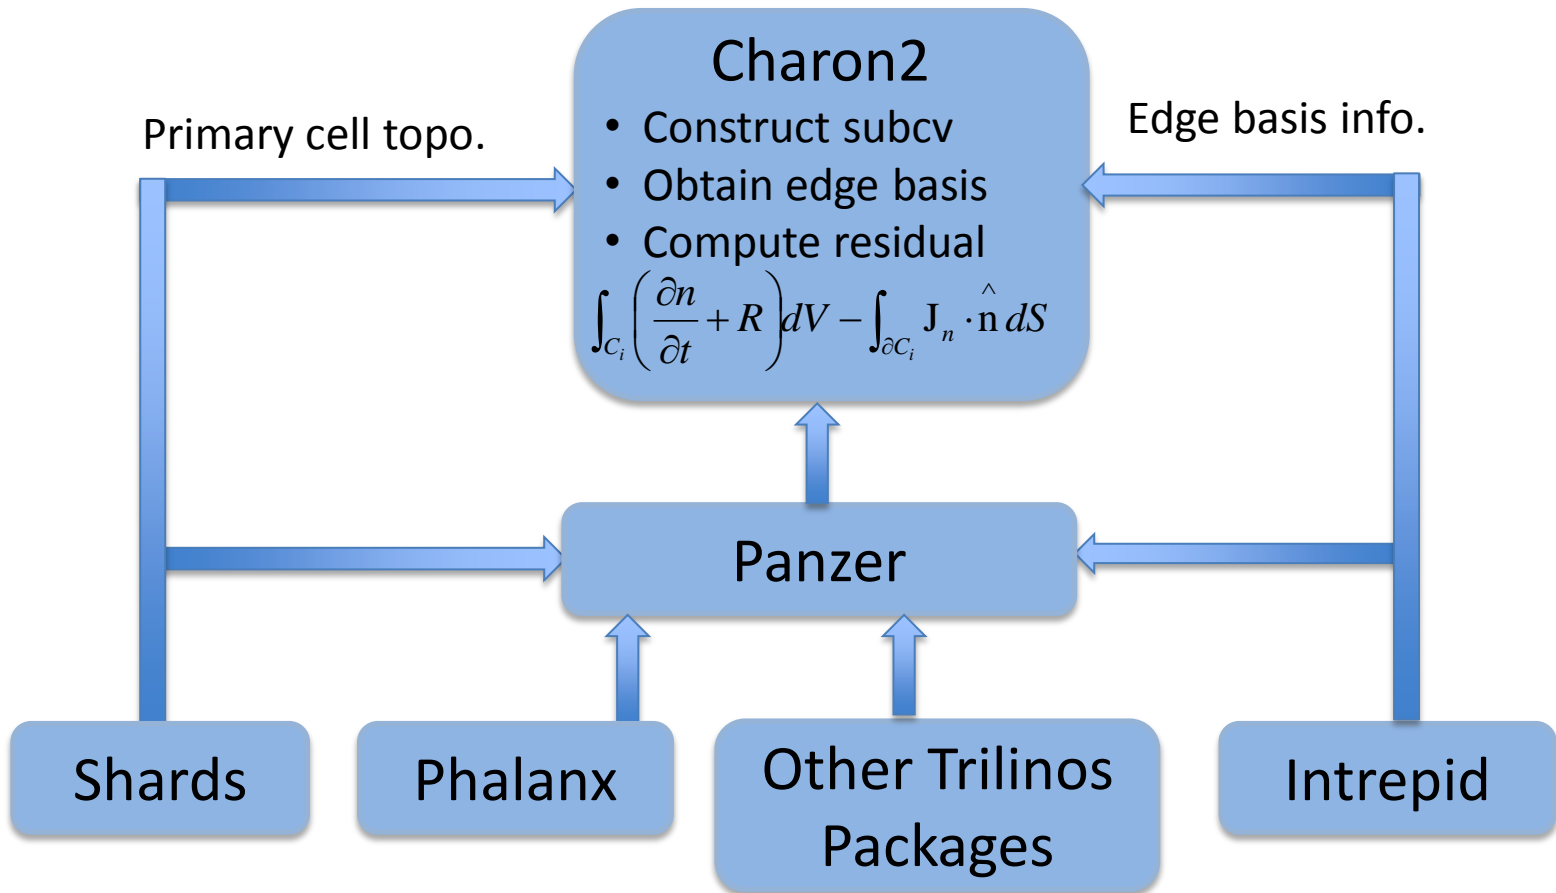 Charon2
Primary cell topo.
Edge basis info.
• Construct subcv
• Obtain edge basis
• Compute residual
∫_{C_i} (∂n/∂t + R) dV − ∫_{∂C_i} J_n · n̂ dS
Panzer
Shards
Phalanx
Other Trilinos
Packages
Intrepid